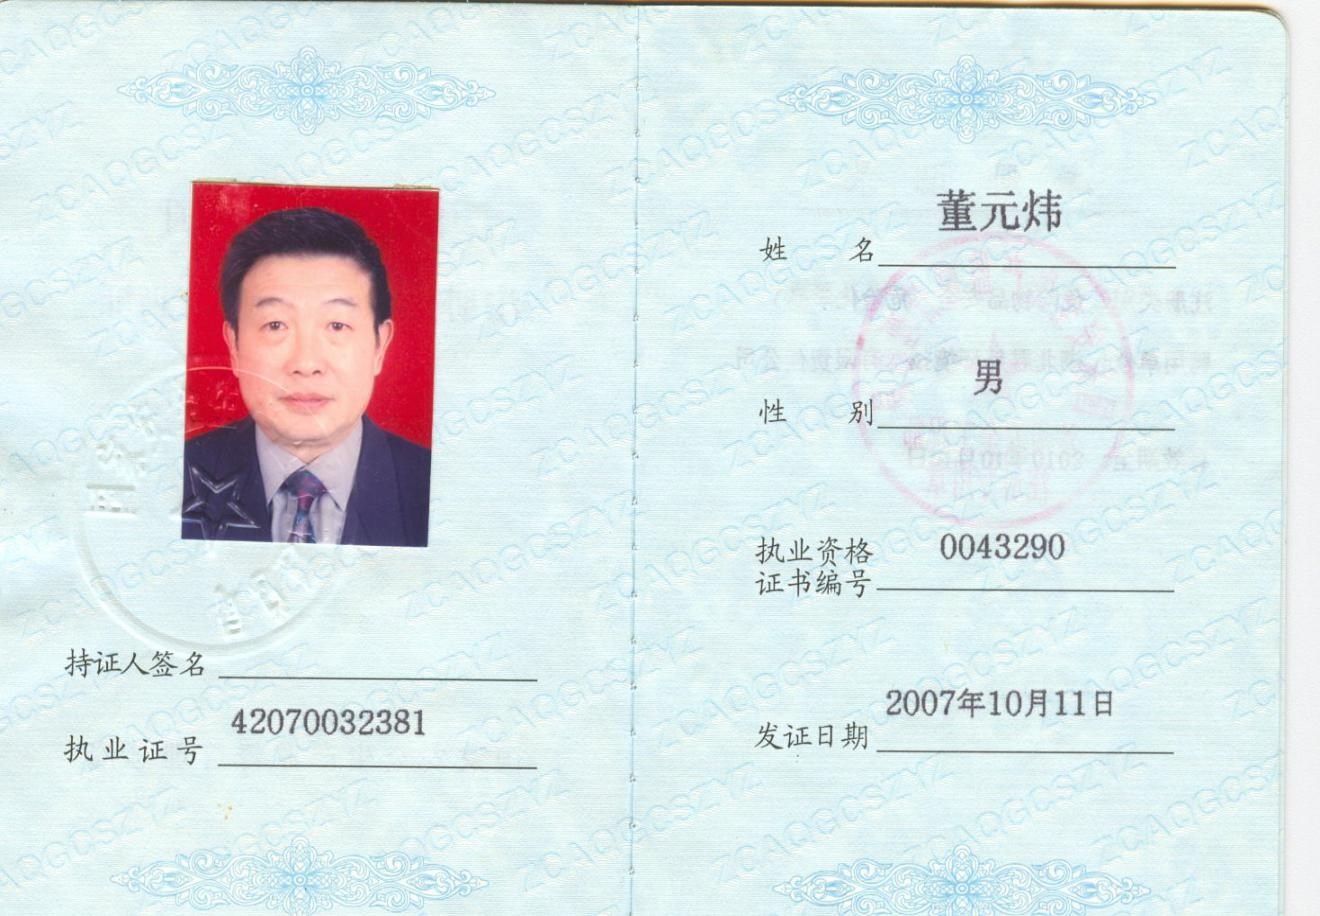 持证人签名
执业证号 42070032381
姓名 董元炜
性别 男
执业资格证书编号 0043290
发证日期 2007年10月11日
ZCAQGCSZYZ